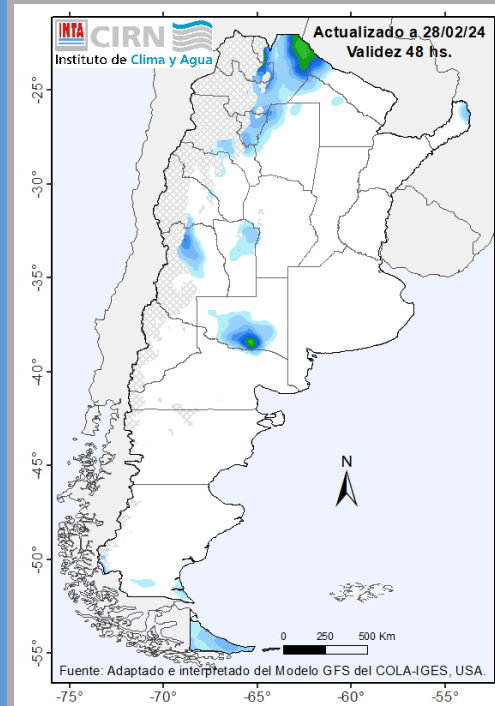 INTA CIRN
Instituto de Clima y Agua
Actualizado a 28/02/24
Validez 48 hs.
-25°
-30°
-35°
-40°
-45°
-50°
-55°
N
0 250 500 Km
Fuente: Adaptado e interpretado del Modelo GFS del COLA-IGES, USA.
-75° -70° -65° -60° -55°